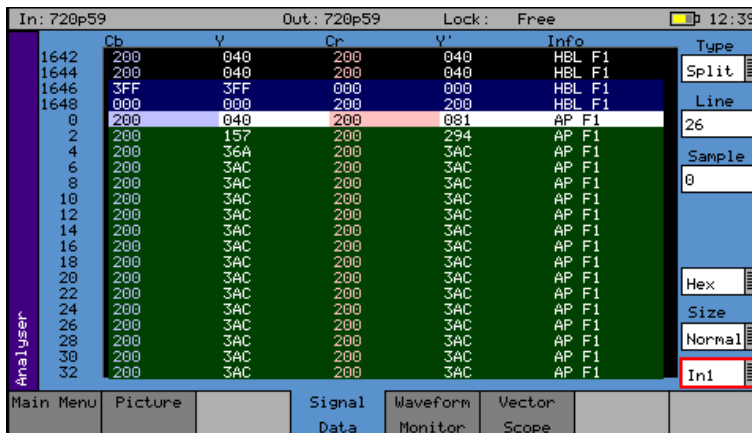 In: 720p59 Out: 720p59 Lock: Free 12:39
Cb Y Cr Y' Info
1642 200 040 200 040 HBL F1
1644 200 040 200 040 HBL F1
1646 3FF 3FF 000 000 HBL F1
1648 000 000 200 200 HBL F1
0 200 040 200 081 AP F1
2 200 157 200 294 AP F1
4 200 36A 200 3AC AP F1
6 200 3AC 200 3AC AP F1
8 200 3AC 200 3AC AP F1
10 200 3AC 200 3AC AP F1
12 200 3AC 200 3AC AP F1
14 200 3AC 200 3AC AP F1
16 200 3AC 200 3AC AP F1
18 200 3AC 200 3AC AP F1
20 200 3AC 200 3AC AP F1
22 200 3AC 200 3AC AP F1
24 200 3AC 200 3AC AP F1
26 200 3AC 200 3AC AP F1
28 200 3AC 200 3AC AP F1
30 200 3AC 200 3AC AP F1
32 200 3AC 200 3AC AP F1
Analyser
Type
Split
Line
26
Sample
0
Hex
Size
Normal
In1
Main Menu
Picture
Signal
Data
Waveform
Monitor
Vector
Scope